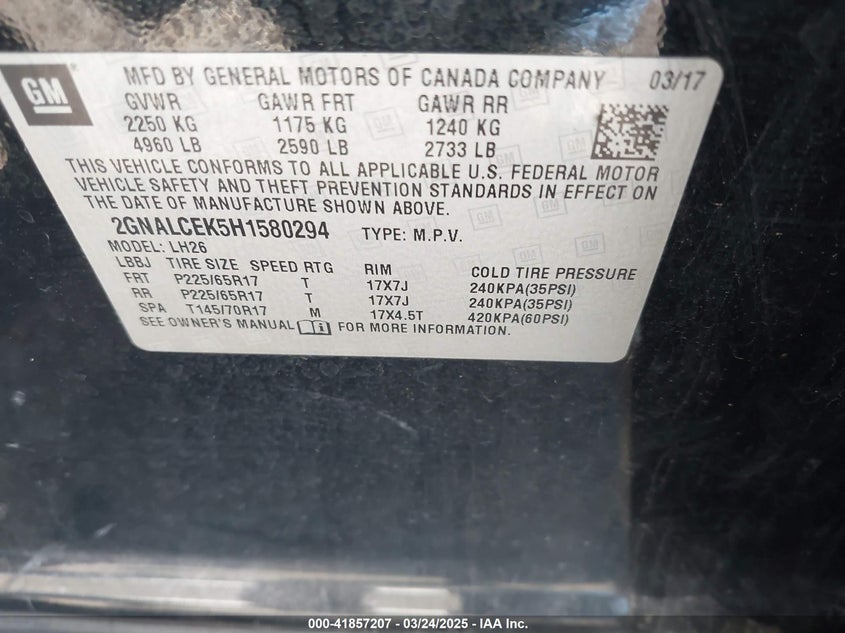 GM
MFD BY GENERAL MOTORS OF CANADA COMPANY 03/17
GVWR GAWR FRT GAWR RR
2250 KG 1175 KG 1240 KG
4960 LB 2590 LB 2733 LB
THIS VEHICLE CONFORMS TO ALL APPLICABLE U.S. FEDERAL MOTOR
VEHICLE SAFETY AND THEFT PREVENTION STANDARDS IN EFFECT ON
THE DATE OF MANUFACTURE SHOWN ABOVE.
2GNALCEK5H1580294 TYPE: M.P.V.
MODEL: LH26
LBBJ TIRE SIZE SPEED RTG RIM COLD TIRE PRESSURE
FRT P225/65R17 T 17X7J 240KPA(35PSI)
RR P225/65R17 T 17X7J 240KPA(35PSI)
SPA T145/70R17 M 17X4.5T 420KPA(60PSI)
SEE OWNER'S MANUAL FOR MORE INFORMATION.
000-41857207 - 03/24/2025 - IAA Inc.